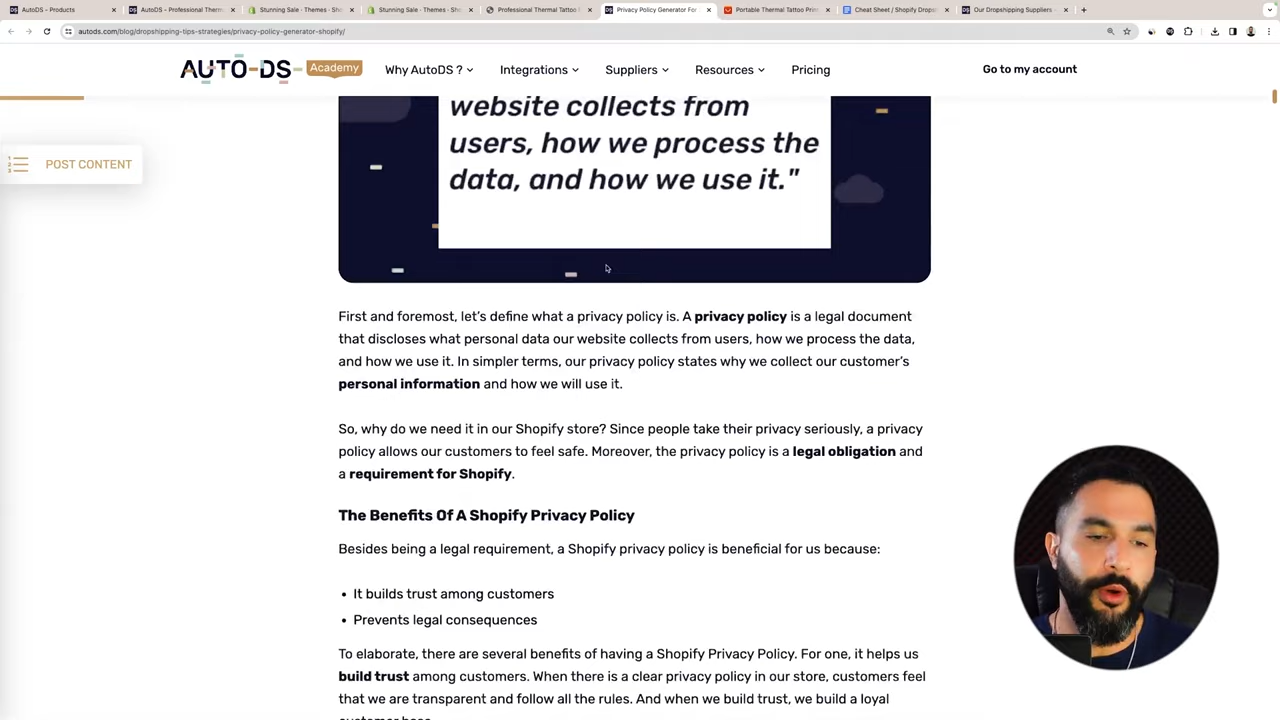 AutoDS – Products
AutoDS – Professional Therm
Stunning Sale · Themes · Sho
Stunning Sale · Themes · Sho
Professional Thermal Tattoo P
Privacy Policy Generator For
Portable Thermal Tattoo Prin
Cheat Sheet / Shopify Drops
Our Dropshipping Suppliers –
autods.com/blog/dropshipping-tips-strategies/privacy-policy-generator-shopify/
AUTO-DS Academy
Why AutoDS ?
Integrations
Suppliers
Resources
Pricing
Go to my account
POST CONTENT
website collects from
users, how we process the
data, and how we use it."
First and foremost, let's define what a privacy policy is. A privacy policy is a legal document
that discloses what personal data our website collects from users, how we process the data,
and how we use it. In simpler terms, our privacy policy states why we collect our customer's
personal information and how we will use it.
So, why do we need it in our Shopify store? Since people take their privacy seriously, a privacy
policy allows our customers to feel safe. Moreover, the privacy policy is a legal obligation and
a requirement for Shopify.
The Benefits Of A Shopify Privacy Policy
Besides being a legal requirement, a Shopify privacy policy is beneficial for us because:
• It builds trust among customers
• Prevents legal consequences
To elaborate, there are several benefits of having a Shopify Privacy Policy. For one, it helps us
build trust among customers. When there is a clear privacy policy in our store, customers feel
that we are transparent and follow all the rules. And when we build trust, we build a loyal
customer base.